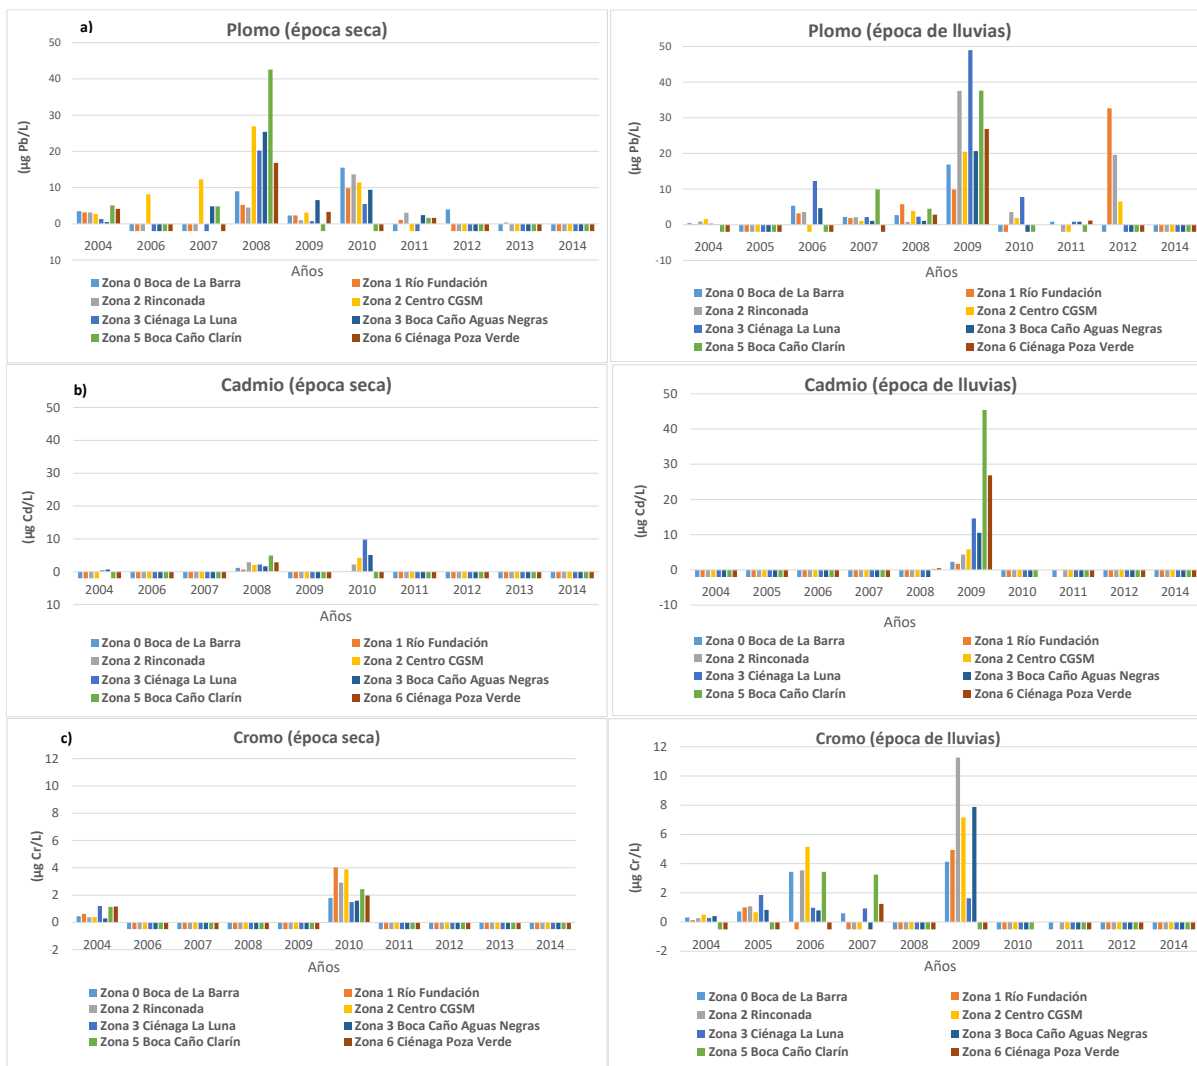 a)
Plomo (época seca)
50
40
30
20
10
0
10
(µg Pb/L)
2004 2006 2007 2008 2009 2010 2011 2012 2013 2014
Años
Zona 0 Boca de La Barra Zona 1 Río Fundación
Zona 2 Rinconada Zona 2 Centro CGSM
Zona 3 Ciénaga La Luna Zona 3 Boca Caño Aguas Negras
Zona 5 Boca Caño Clarín Zona 6 Ciénaga Poza Verde
Plomo (época de lluvias)
50
40
30
20
10
0
-10
(µg Pb/L)
2004 2005 2006 2007 2008 2009 2010 2011 2012 2014
Años
Zona 0 Boca de La Barra Zona 1 Río Fundación
Zona 2 Rinconada Zona 2 Centro CGSM
Zona 3 Ciénaga La Luna Zona 3 Boca Caño Aguas Negras
Zona 5 Boca Caño Clarín Zona 6 Ciénaga Poza Verde
b)
Cadmio (época seca)
50
40
30
20
10
0
10
(µg Cd/L)
2004 2006 2007 2008 2009 2010 2011 2012 2013 2014
Años
Zona 0 Boca de La Barra Zona 1 Río Fundación
Zona 2 Rinconada Zona 2 Centro CGSM
Zona 3 Ciénaga La Luna Zona 3 Boca Caño Aguas Negras
Zona 5 Boca Caño Clarín Zona 6 Ciénaga Poza Verde
Cadmio (época de lluvias)
50
40
30
20
10
0
-10
(µg Cd/L)
2004 2005 2006 2007 2008 2009 2010 2011 2012 2014
Años
Zona 0 Boca de La Barra Zona 1 Río Fundación
Zona 2 Rinconada Zona 2 Centro CGSM
Zona 3 Ciénaga La Luna Zona 3 Boca Caño Aguas Negras
Zona 5 Boca Caño Clarín Zona 6 Ciénaga Poza Verde
c)
Cromo (época seca)
12
10
8
6
4
2
0
2
(µg Cr/L)
2004 2006 2007 2008 2009 2010 2011 2012 2013 2014
Años
Zona 0 Boca de La Barra Zona 1 Río Fundación
Zona 2 Rinconada Zona 2 Centro CGSM
Zona 3 Ciénaga La Luna Zona 3 Boca Caño Aguas Negras
Zona 5 Boca Caño Clarín Zona 6 Ciénaga Poza Verde
Cromo (época de lluvias)
12
10
8
6
4
2
0
-2
(µg Cr/L)
2004 2005 2006 2007 2008 2009 2010 2011 2012 2014
Años
Zona 0 Boca de La Barra Zona 1 Río Fundación
Zona 2 Rinconada Zona 2 Centro CGSM
Zona 3 Ciénaga La Luna Zona 3 Boca Caño Aguas Negras
Zona 5 Boca Caño Clarín Zona 6 Ciénaga Poza Verde